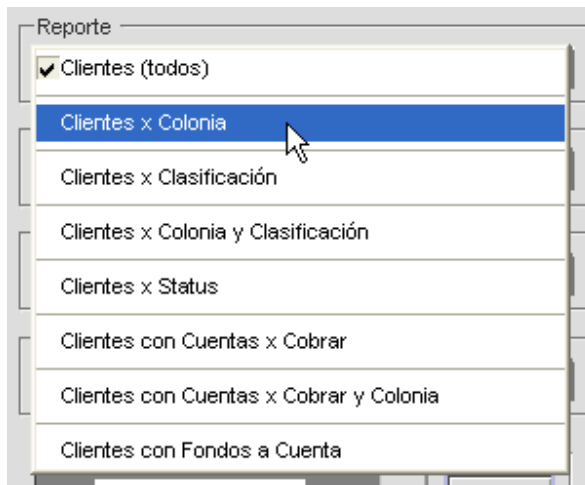 Reporte
Clientes (todos)
Clientes x Colonia
Clientes x Clasificación
Clientes x Colonia y Clasificación
Clientes x Status
Clientes con Cuentas x Cobrar
Clientes con Cuentas x Cobrar y Colonia
Clientes con Fondos a Cuenta